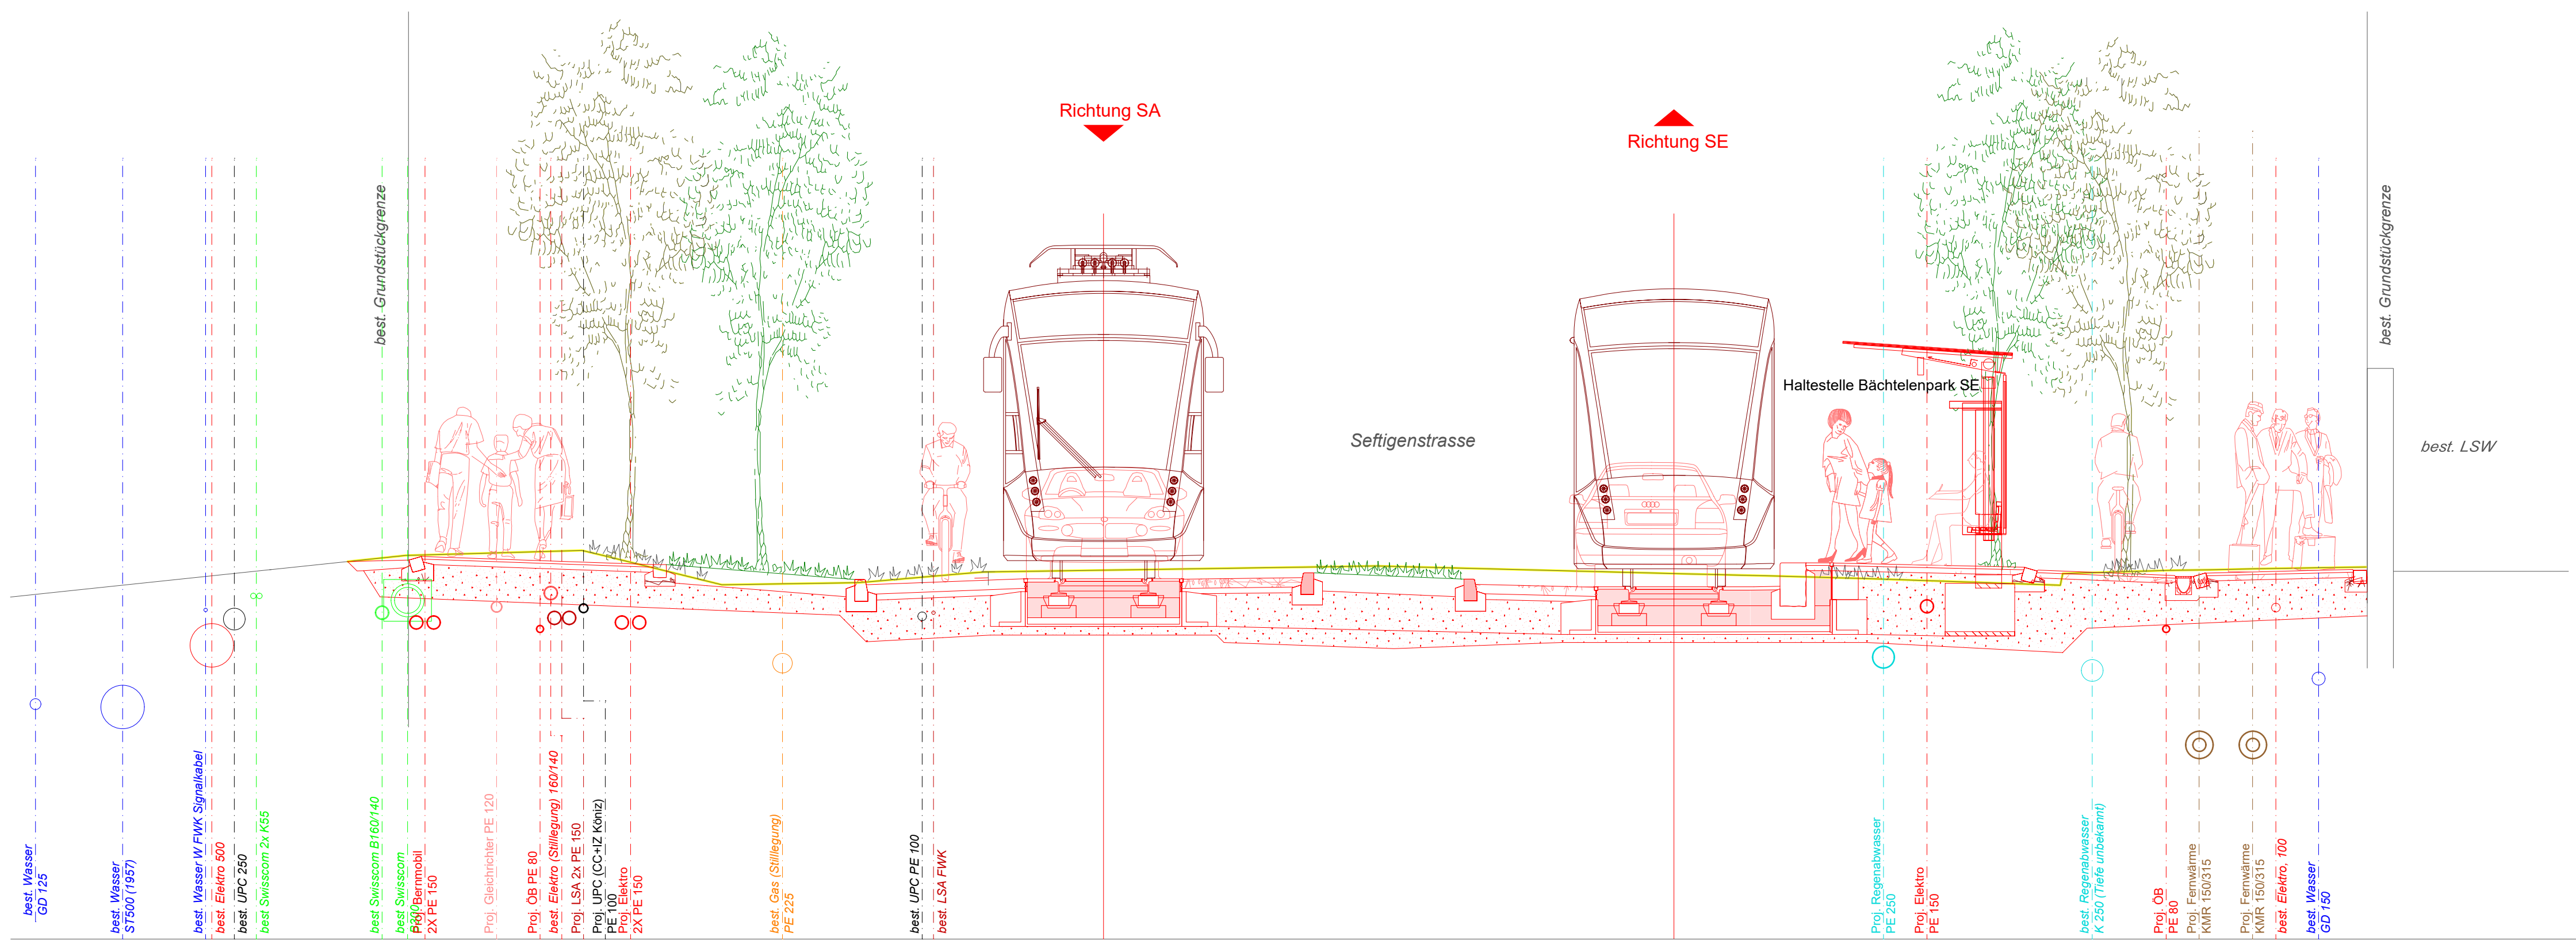 Richtung SA
Richtung SE
best. Grundstückgrenze
best. Grundstückgrenze
Haltestelle Bächtelenpark SE
Seftigenstrasse
best. LSW
best. Wasser
GD 125
best. Wasser
ST500 (1957)
best. Wasser W FWK Signalkabel
best. Elektro 500
best. UPC 250
best Swisscom 2x K55
best Swisscom B160/140
best Swisscom
B200
Proj. Bernmobil
2X PE 150
Proj. Gleichrichter PE 120
Proj. ÖB PE 80
best. Elektro (Stilllegung) 160/140
Proj. LSA 2x PE 150
Proj. UPC (CC+IZ Köniz)
PE 100
Proj. Elektro
2X PE 150
best. Gas (Stilllegung)
PE 225
best. UPC PE 100
best. LSA FWK
Proj. Regenabwasser
PE 250
Proj. Elektro
PE 150
best. Regenabwasser
K 250 (Tiefe unbekannt)
Proj. ÖB
PE 80
Proj. Fernwärme
KMR 150/315
Proj. Fernwärme
KMR 150/315
best. Elektro, 100
best. Wasser
GD 150